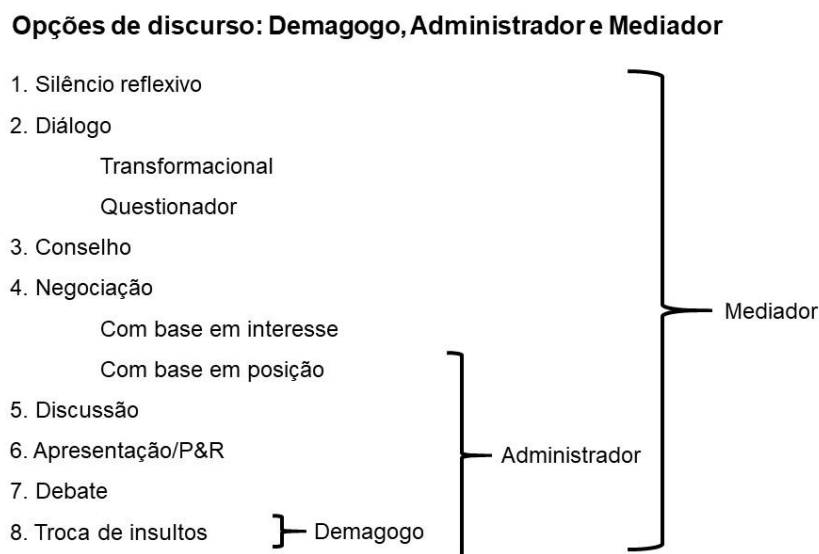 Opções de discurso: Demagogo, Administrador e Mediador
1. Silêncio reflexivo
2. Diálogo
Transformacional
Questionador
3. Conselho
4. Negociação
Com base em interesse
Mediador
Com base em posição
5. Discussão
6. Apresentação/P&R
Administrador
7. Debate
8. Troca de insultos
Demagogo